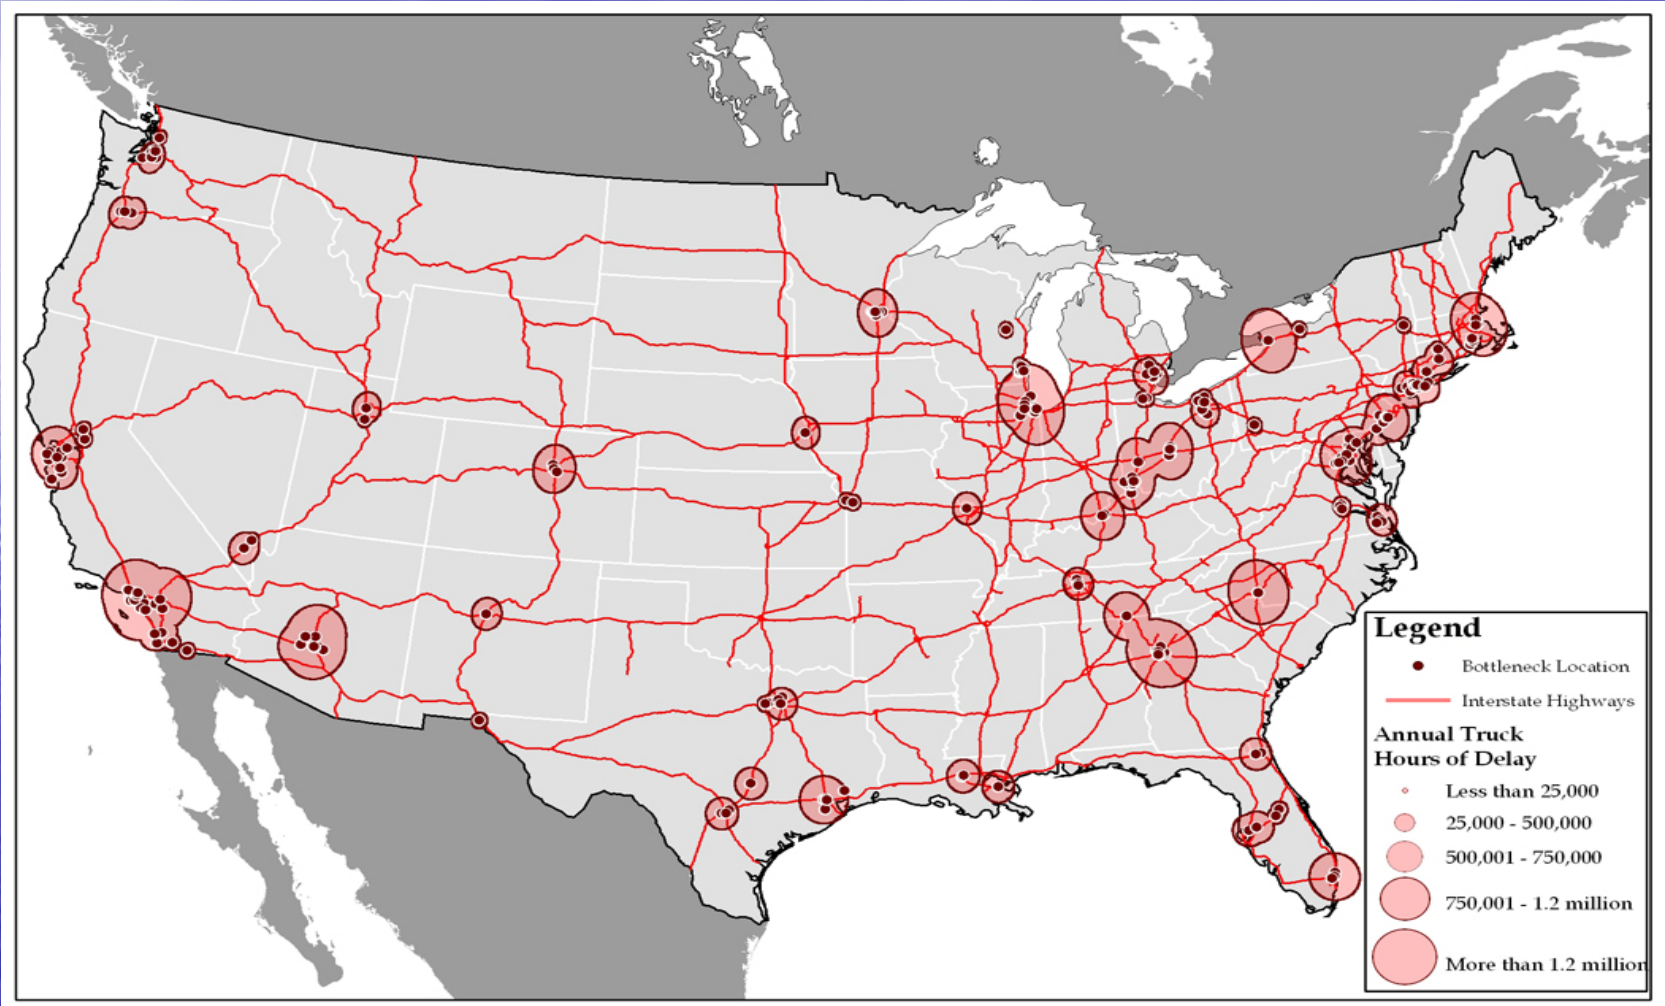 Legend
Bottleneck Location
Interstate Highways
Annual Truck
Hours of Delay
Less than 25,000
25,000 - 500,000
500,001 - 750,000
750,001 - 1.2 million
More than 1.2 million